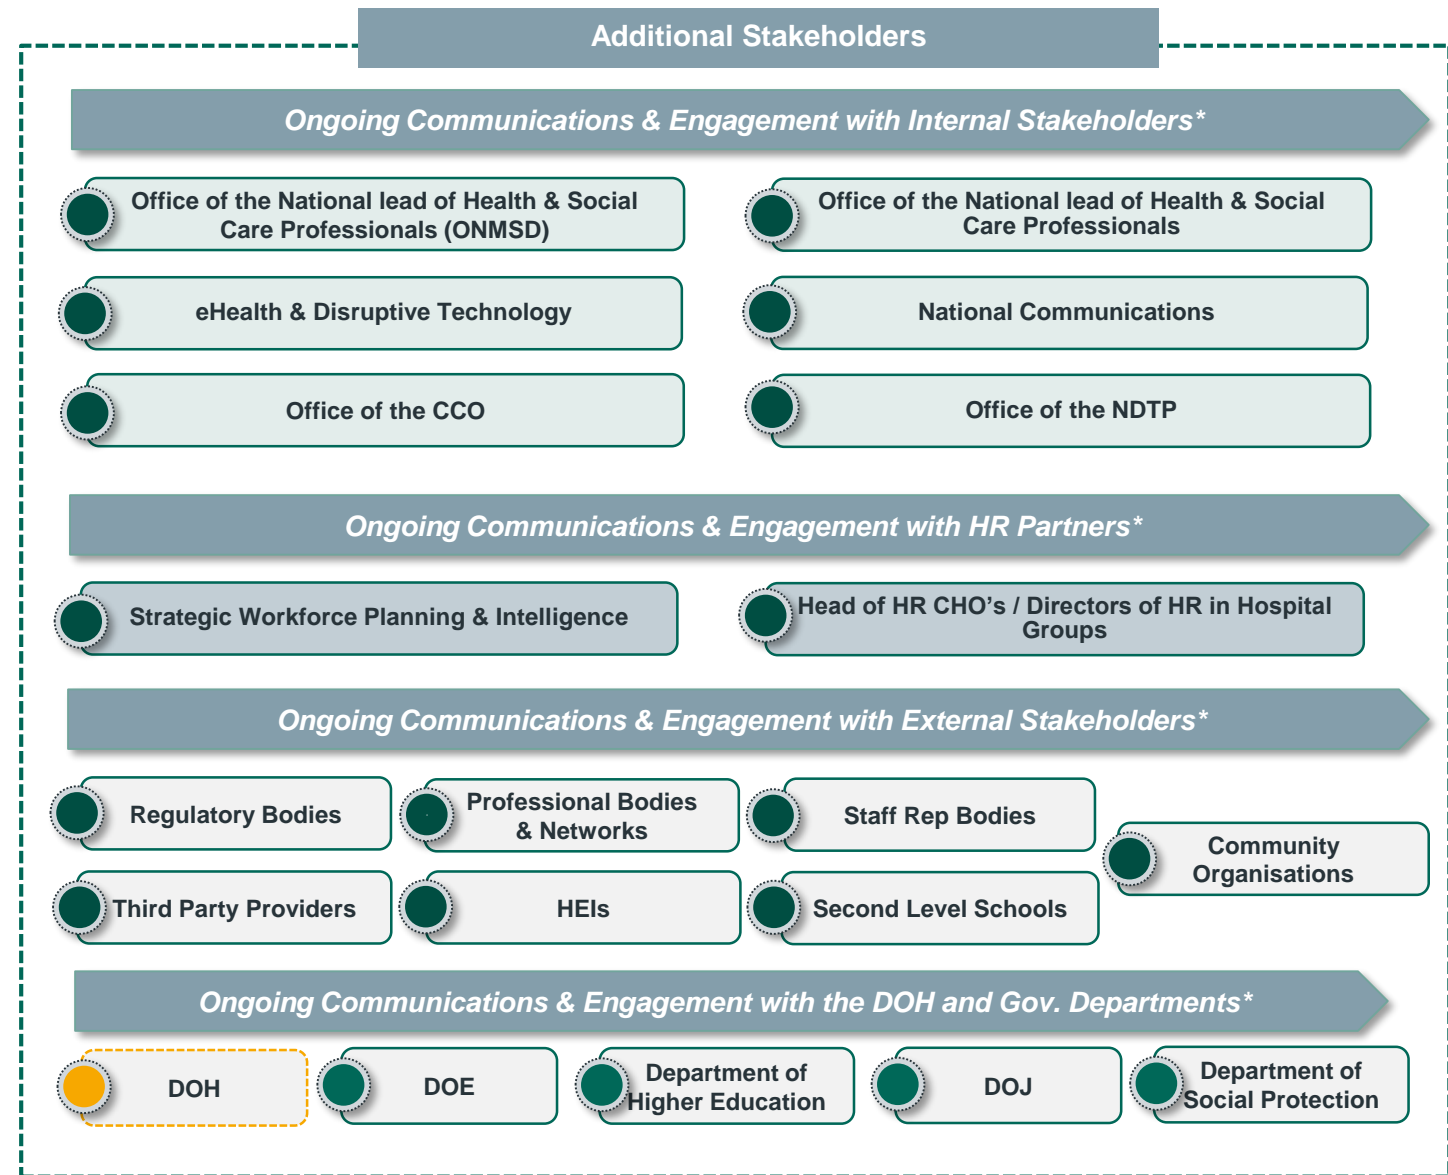 Additional Stakeholders
Ongoing Communications & Engagement with Internal Stakeholders*
Office of the National lead of Health & Social
Care Professionals (ONMSD)
Office of the National lead of Health & Social
Care Professionals
eHealth & Disruptive Technology
National Communications
Office of the CCO
Office of the NDTP
Ongoing Communications & Engagement with HR Partners*
Strategic Workforce Planning & Intelligence
Head of HR CHO's / Directors of HR in Hospital
Groups
Ongoing Communications & Engagement with External Stakeholders*
Regulatory Bodies
Professional Bodies
& Networks
Staff Rep Bodies
Community
Organisations
Third Party Providers
HEIs
Second Level Schools
Ongoing Communications & Engagement with the DOH and Gov. Departments*
DOH
DOE
Department of
Higher Education
DOJ
Department of
Social Protection